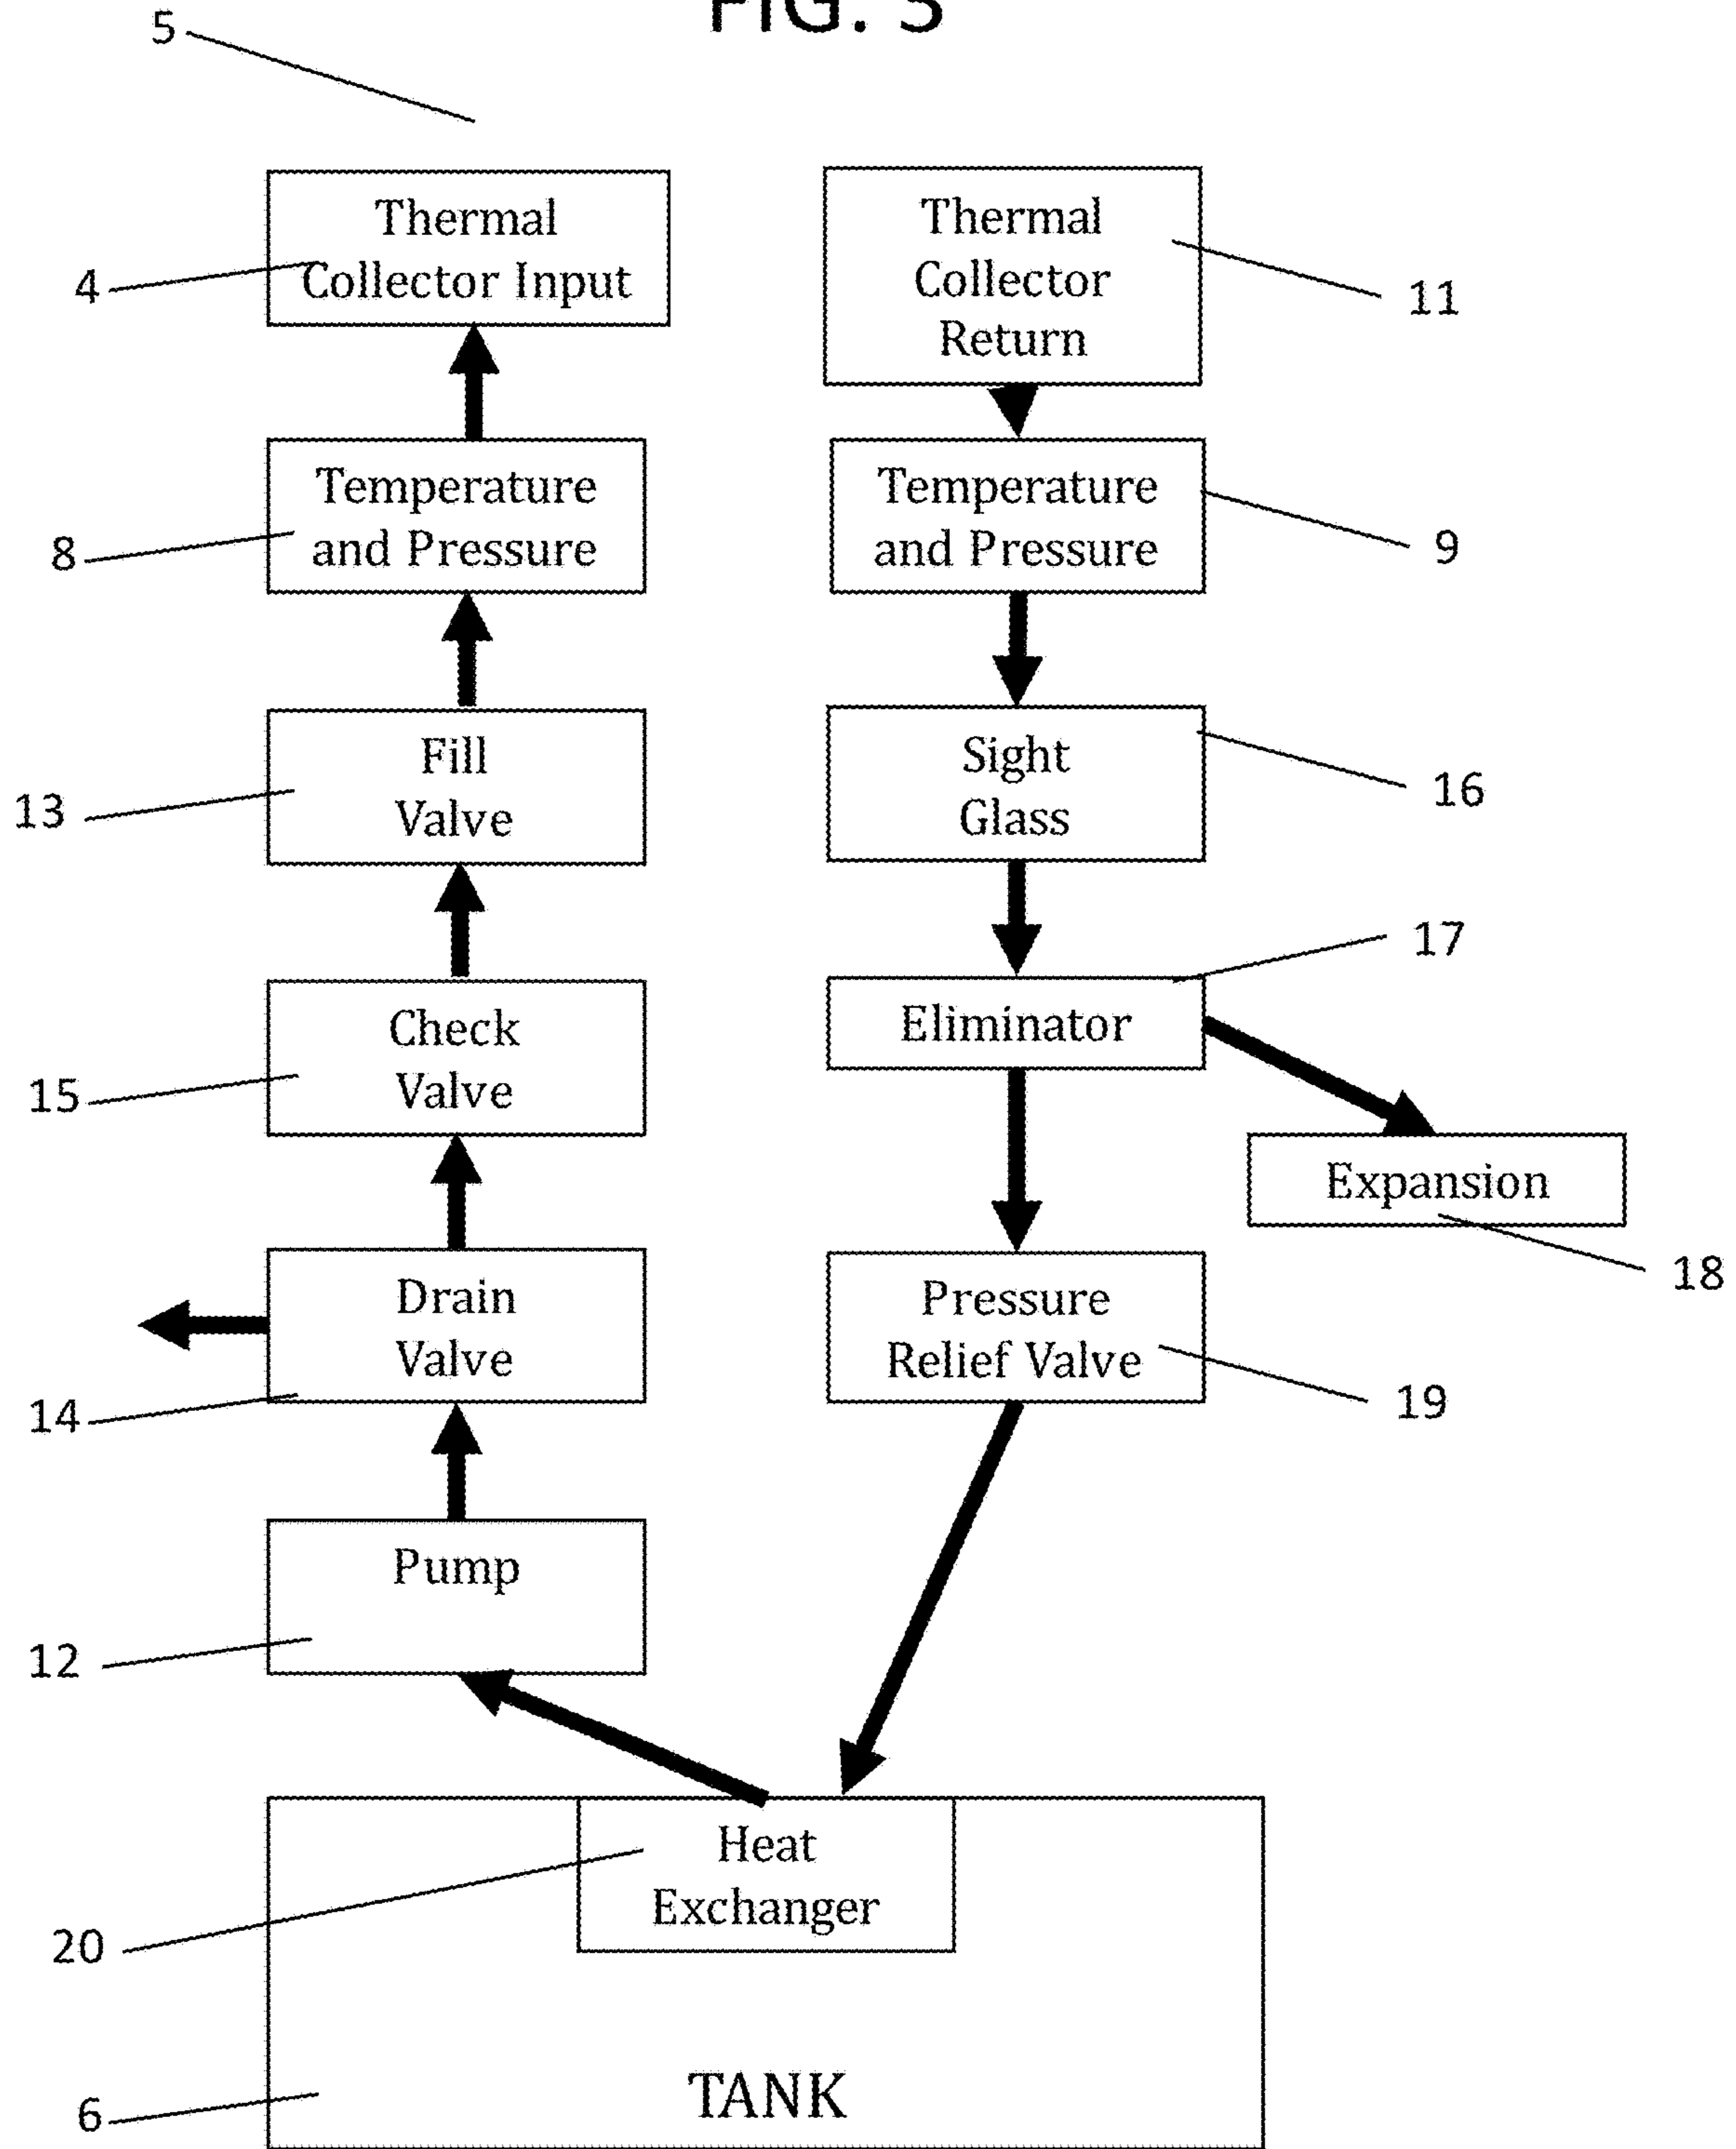 FIG. 3
5
Thermal
Collector Input
4
Thermal
Collector
Return
11
Temperature
and Pressure
8
Temperature
and Pressure
9
Fill
Valve
13
Sight
Glass
16
Check
Valve
15
Eliminator
17
Expansion
18
Drain
Valve
14
Pressure
Relief Valve
19
Pump
12
Heat
Exchanger
20
TANK
6